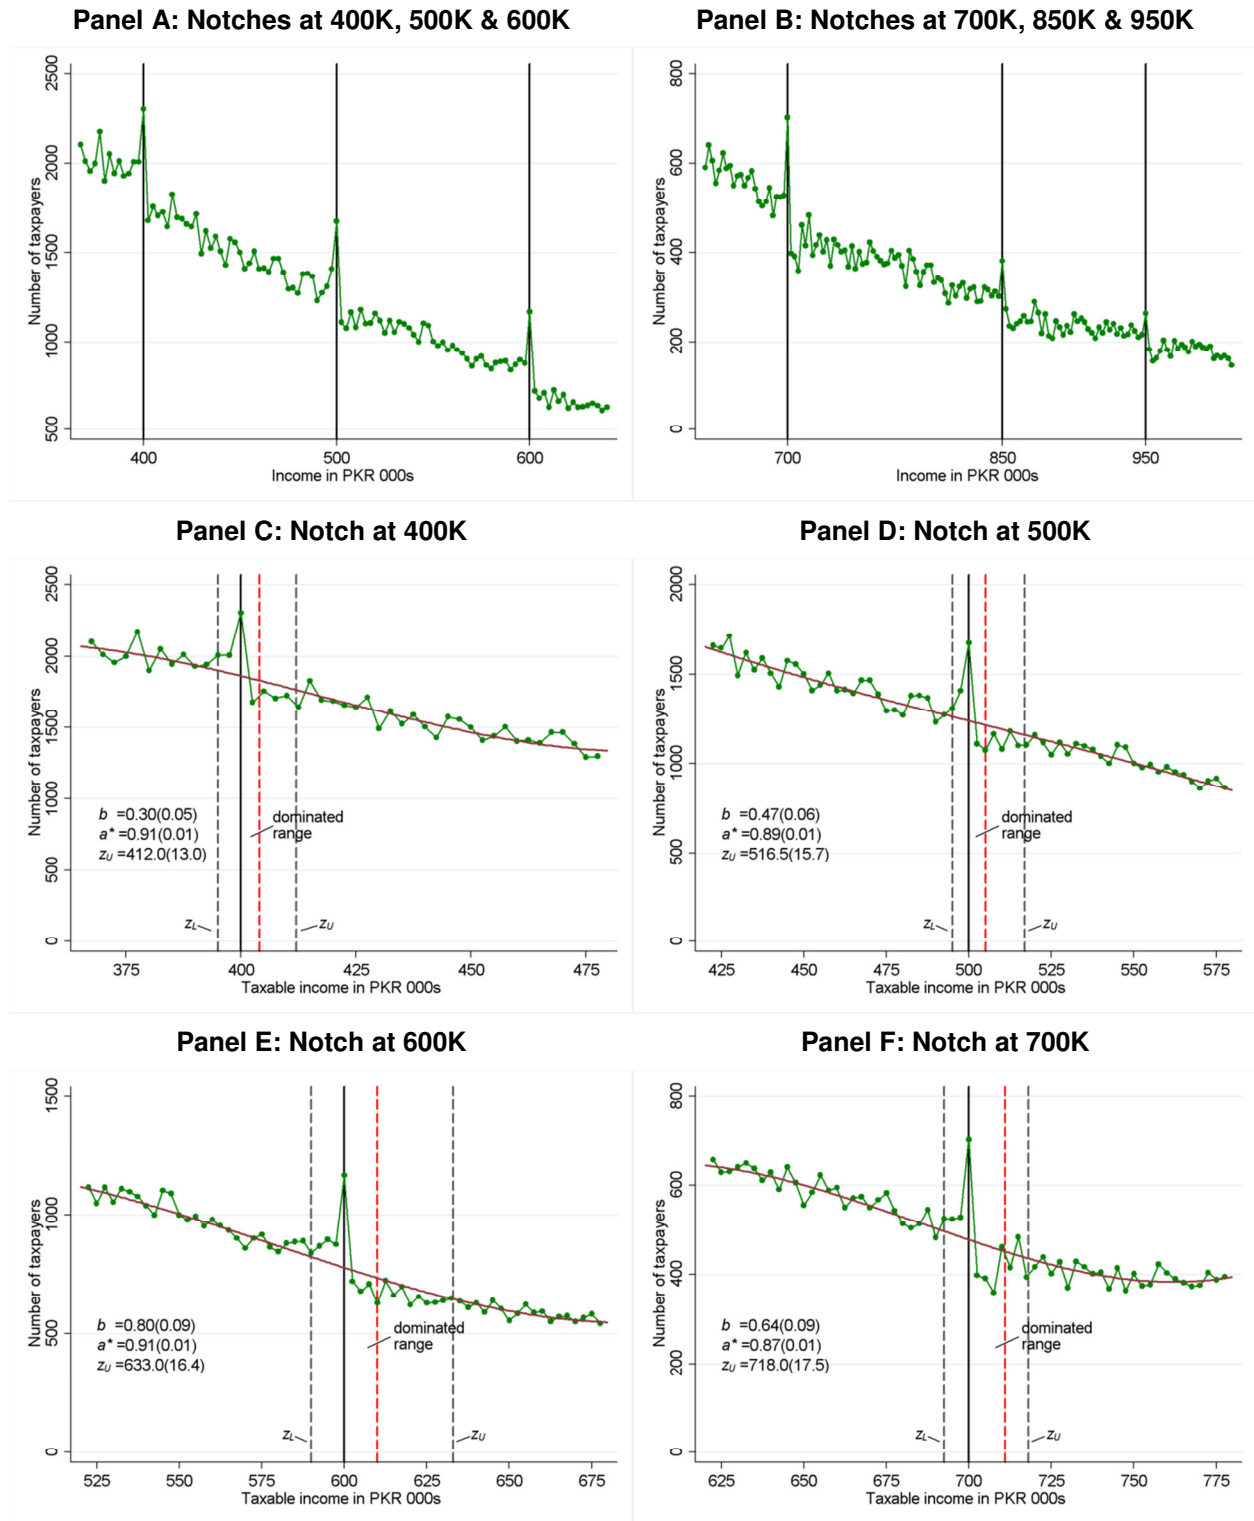 Panel A: Notches at 400K, 500K & 600K
Number of taxpayers
2500
2000
1500
1000
500
400
500
600
Income in PKR 000s
Panel B: Notches at 700K, 850K & 950K
Number of taxpayers
800
600
400
200
0
700
850
950
Income in PKR 000s
Panel C: Notch at 400K
Number of taxpayers
2500
2000
1500
1000
500
0
b =0.30(0.05)
a* =0.91(0.01)
zU =412.0(13.0)
dominated
range
zL
zU
375
400
425
450
475
Taxable income in PKR 000s
Panel D: Notch at 500K
Number of taxpayers
2000
1500
1000
500
0
b =0.47(0.06)
a* =0.89(0.01)
zU =516.5(15.7)
dominated
range
zL
zU
425
450
475
500
525
550
575
Taxable income in PKR 000s
Panel E: Notch at 600K
Number of taxpayers
1500
1000
500
0
b =0.80(0.09)
a* =0.91(0.01)
zU =633.0(16.4)
dominated
range
zL
zU
525
550
575
600
625
650
675
Taxable income in PKR 000s
Panel F: Notch at 700K
Number of taxpayers
800
600
400
200
0
b =0.64(0.09)
a* =0.87(0.01)
zU =718.0(17.5)
dominated
range
zL
zU
625
650
675
700
725
750
775
Taxable income in PKR 000s